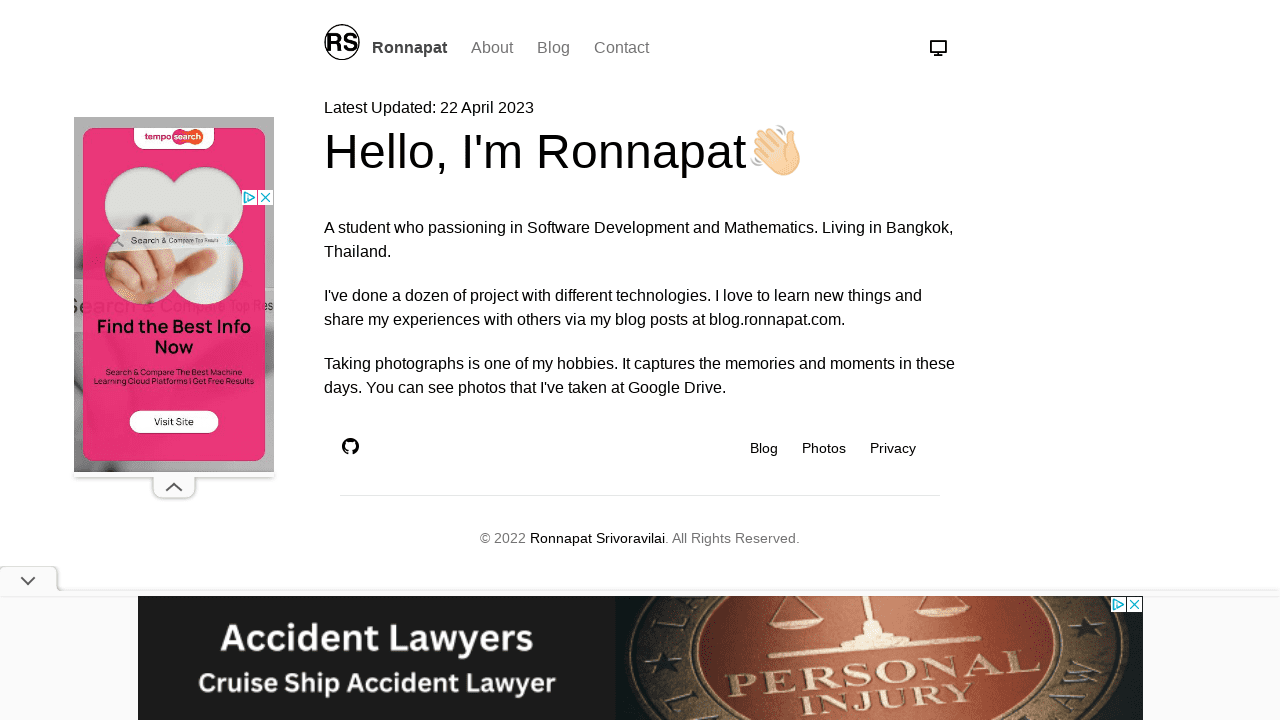 RS Ronnapat About Blog Contact
Latest Updated: 22 April 2023
Hello, I'm Ronnapat
A student who passioning in Software Development and Mathematics. Living in Bangkok,
Thailand.
I've done a dozen of project with different technologies. I love to learn new things and
share my experiences with others via my blog posts at blog.ronnapat.com.
Taking photographs is one of my hobbies. It captures the memories and moments in these
days. You can see photos that I've taken at Google Drive.
Blog Photos Privacy
© 2022 Ronnapat Srivoravilai. All Rights Reserved.
temposearch
Search & Compare Top Results
Search & Compare Top Res
Find the Best Info
Now
Search & Compare The Best Machine
Learning Cloud Platforms | Get Free Results
Visit Site
Accident Lawyers
Cruise Ship Accident Lawyer
PERSONAL
INJURY